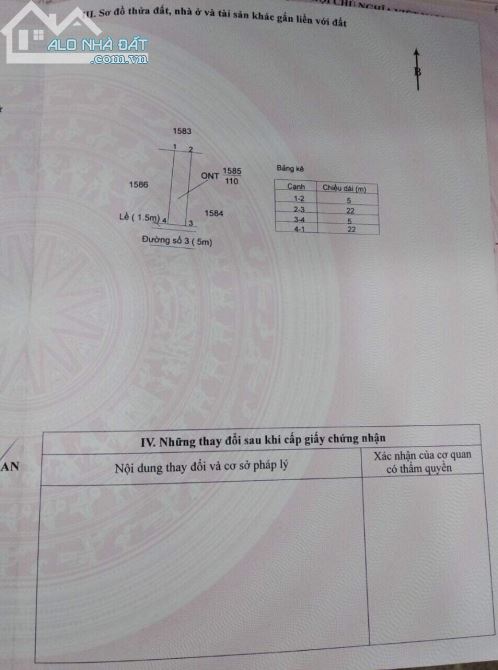 ALO NHÀ ĐẤT
.com.vn
III. Sơ đồ thửa đất, nhà ở và tài sản khác gắn liền với đất
B
1583
1 2
ONT 1585
110
1586
1584
Lề ( 1.5m) 4 3
Đường số 3 ( 5m)
Bảng kê
Cạnh Chiều dài (m)
1-2 5
2-3 22
3-4 5
4-1 22
AN
IV. Những thay đổi sau khi cấp giấy chứng nhận
Nội dung thay đổi và cơ sở pháp lý
Xác nhận của cơ quan
có thẩm quyền